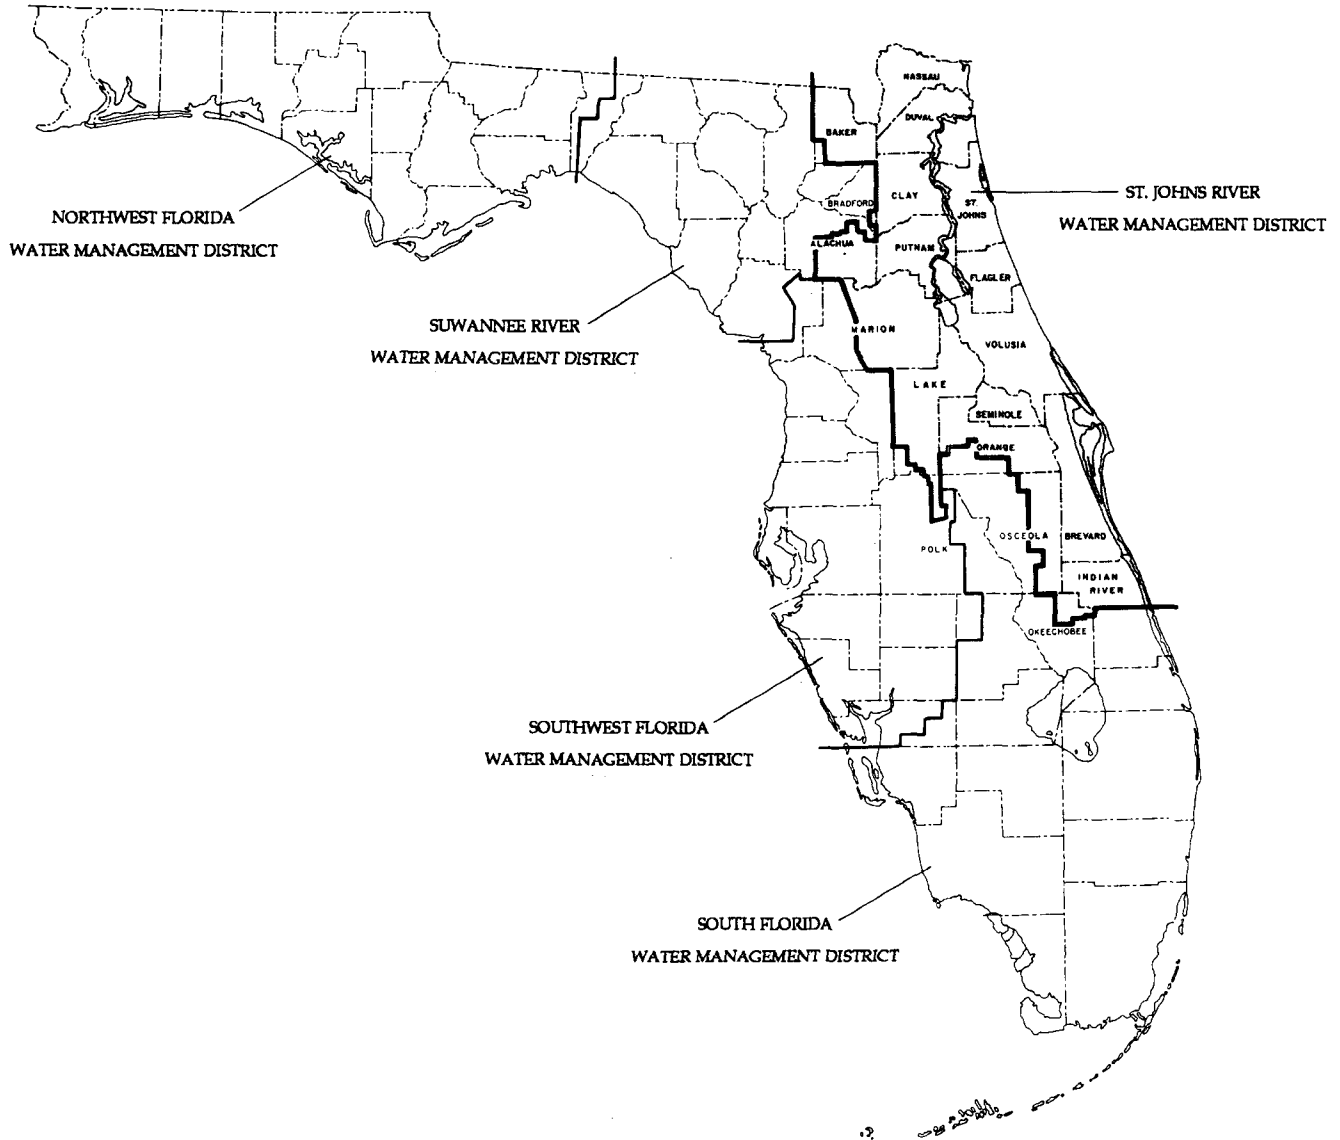 NASSAU
DUVAL
BAKER
CLAY
BRADFORD
ST.
JOHNS
ST. JOHNS RIVER
WATER MANAGEMENT DISTRICT
NORTHWEST FLORIDA
WATER MANAGEMENT DISTRICT
ALACHUA
PUTNAM
FLAGLER
SUWANNEE RIVER
WATER MANAGEMENT DISTRICT
MARION
VOLUSIA
LAKE
SEMINOLE
ORANGE
OSCEOLA
BREVARD
POLK
INDIAN
RIVER
OKEECHOBEE
SOUTHWEST FLORIDA
WATER MANAGEMENT DISTRICT
SOUTH FLORIDA
WATER MANAGEMENT DISTRICT